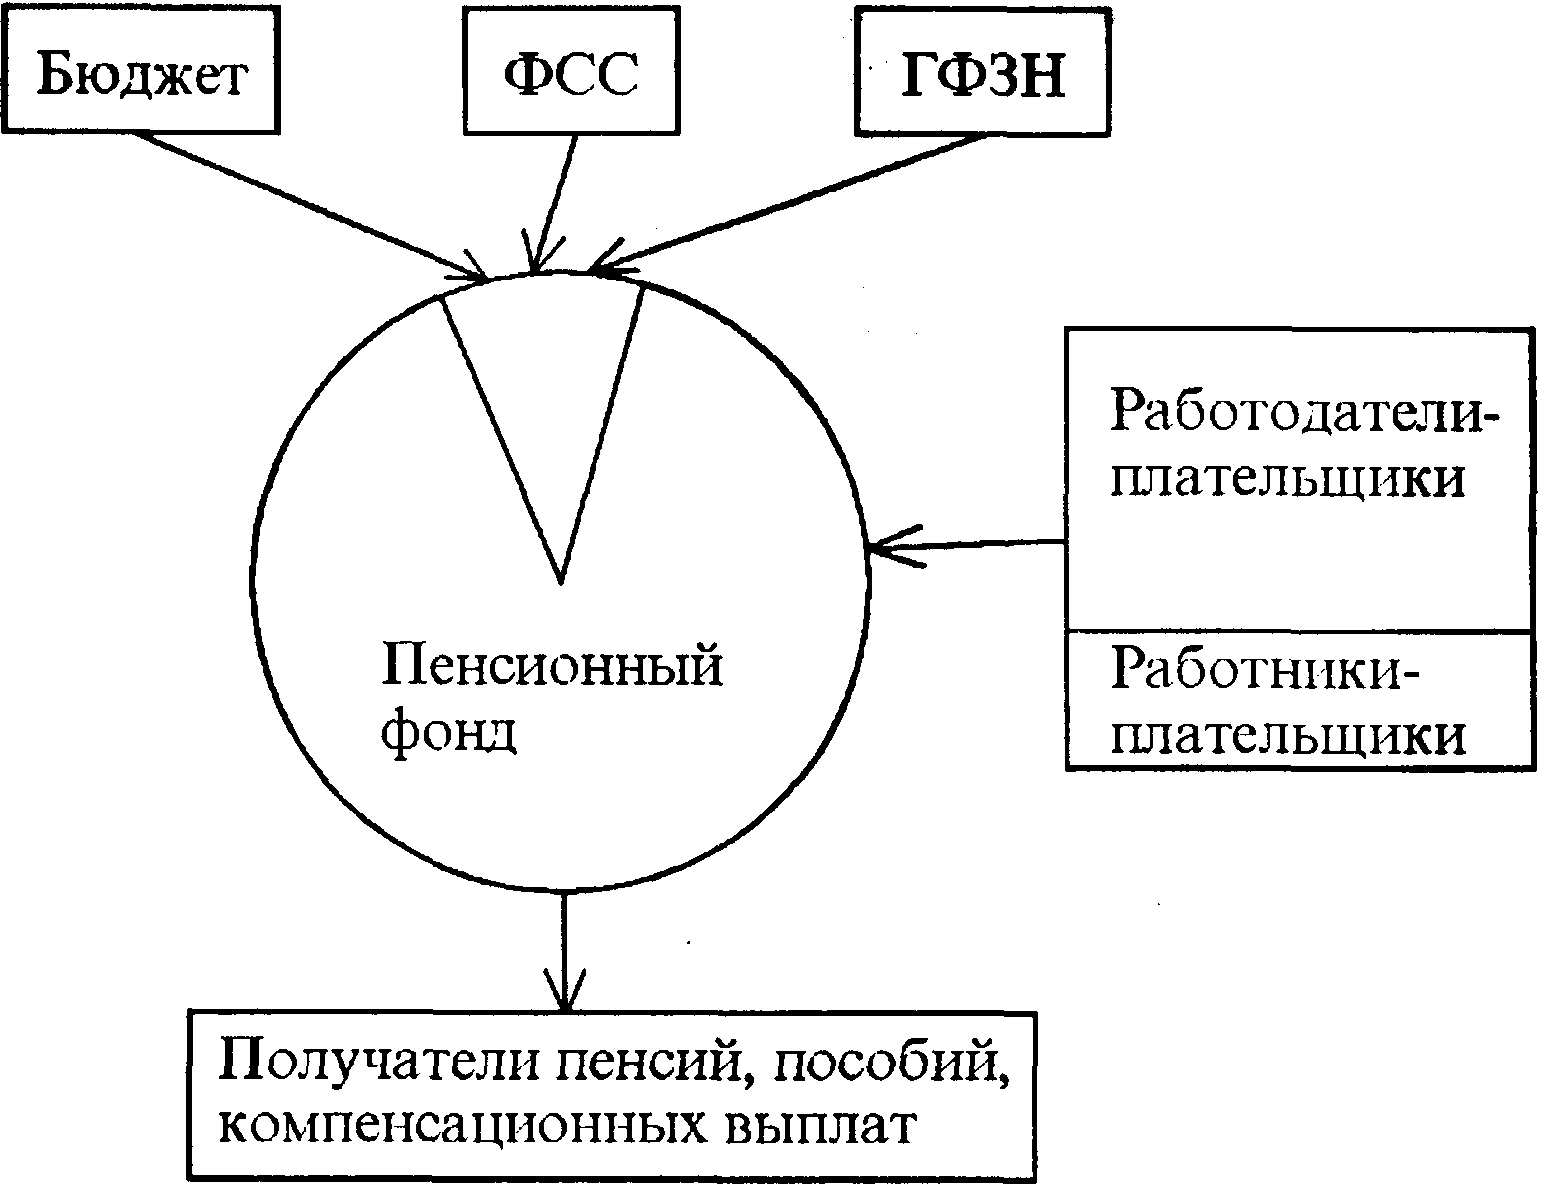 Бюджет
ФСС
ГФЗН
Работодатели-
плательщики
Работники-
плательщики
Пенсионный
фонд
Получатели пенсий, пособий,
компенсационных выплат